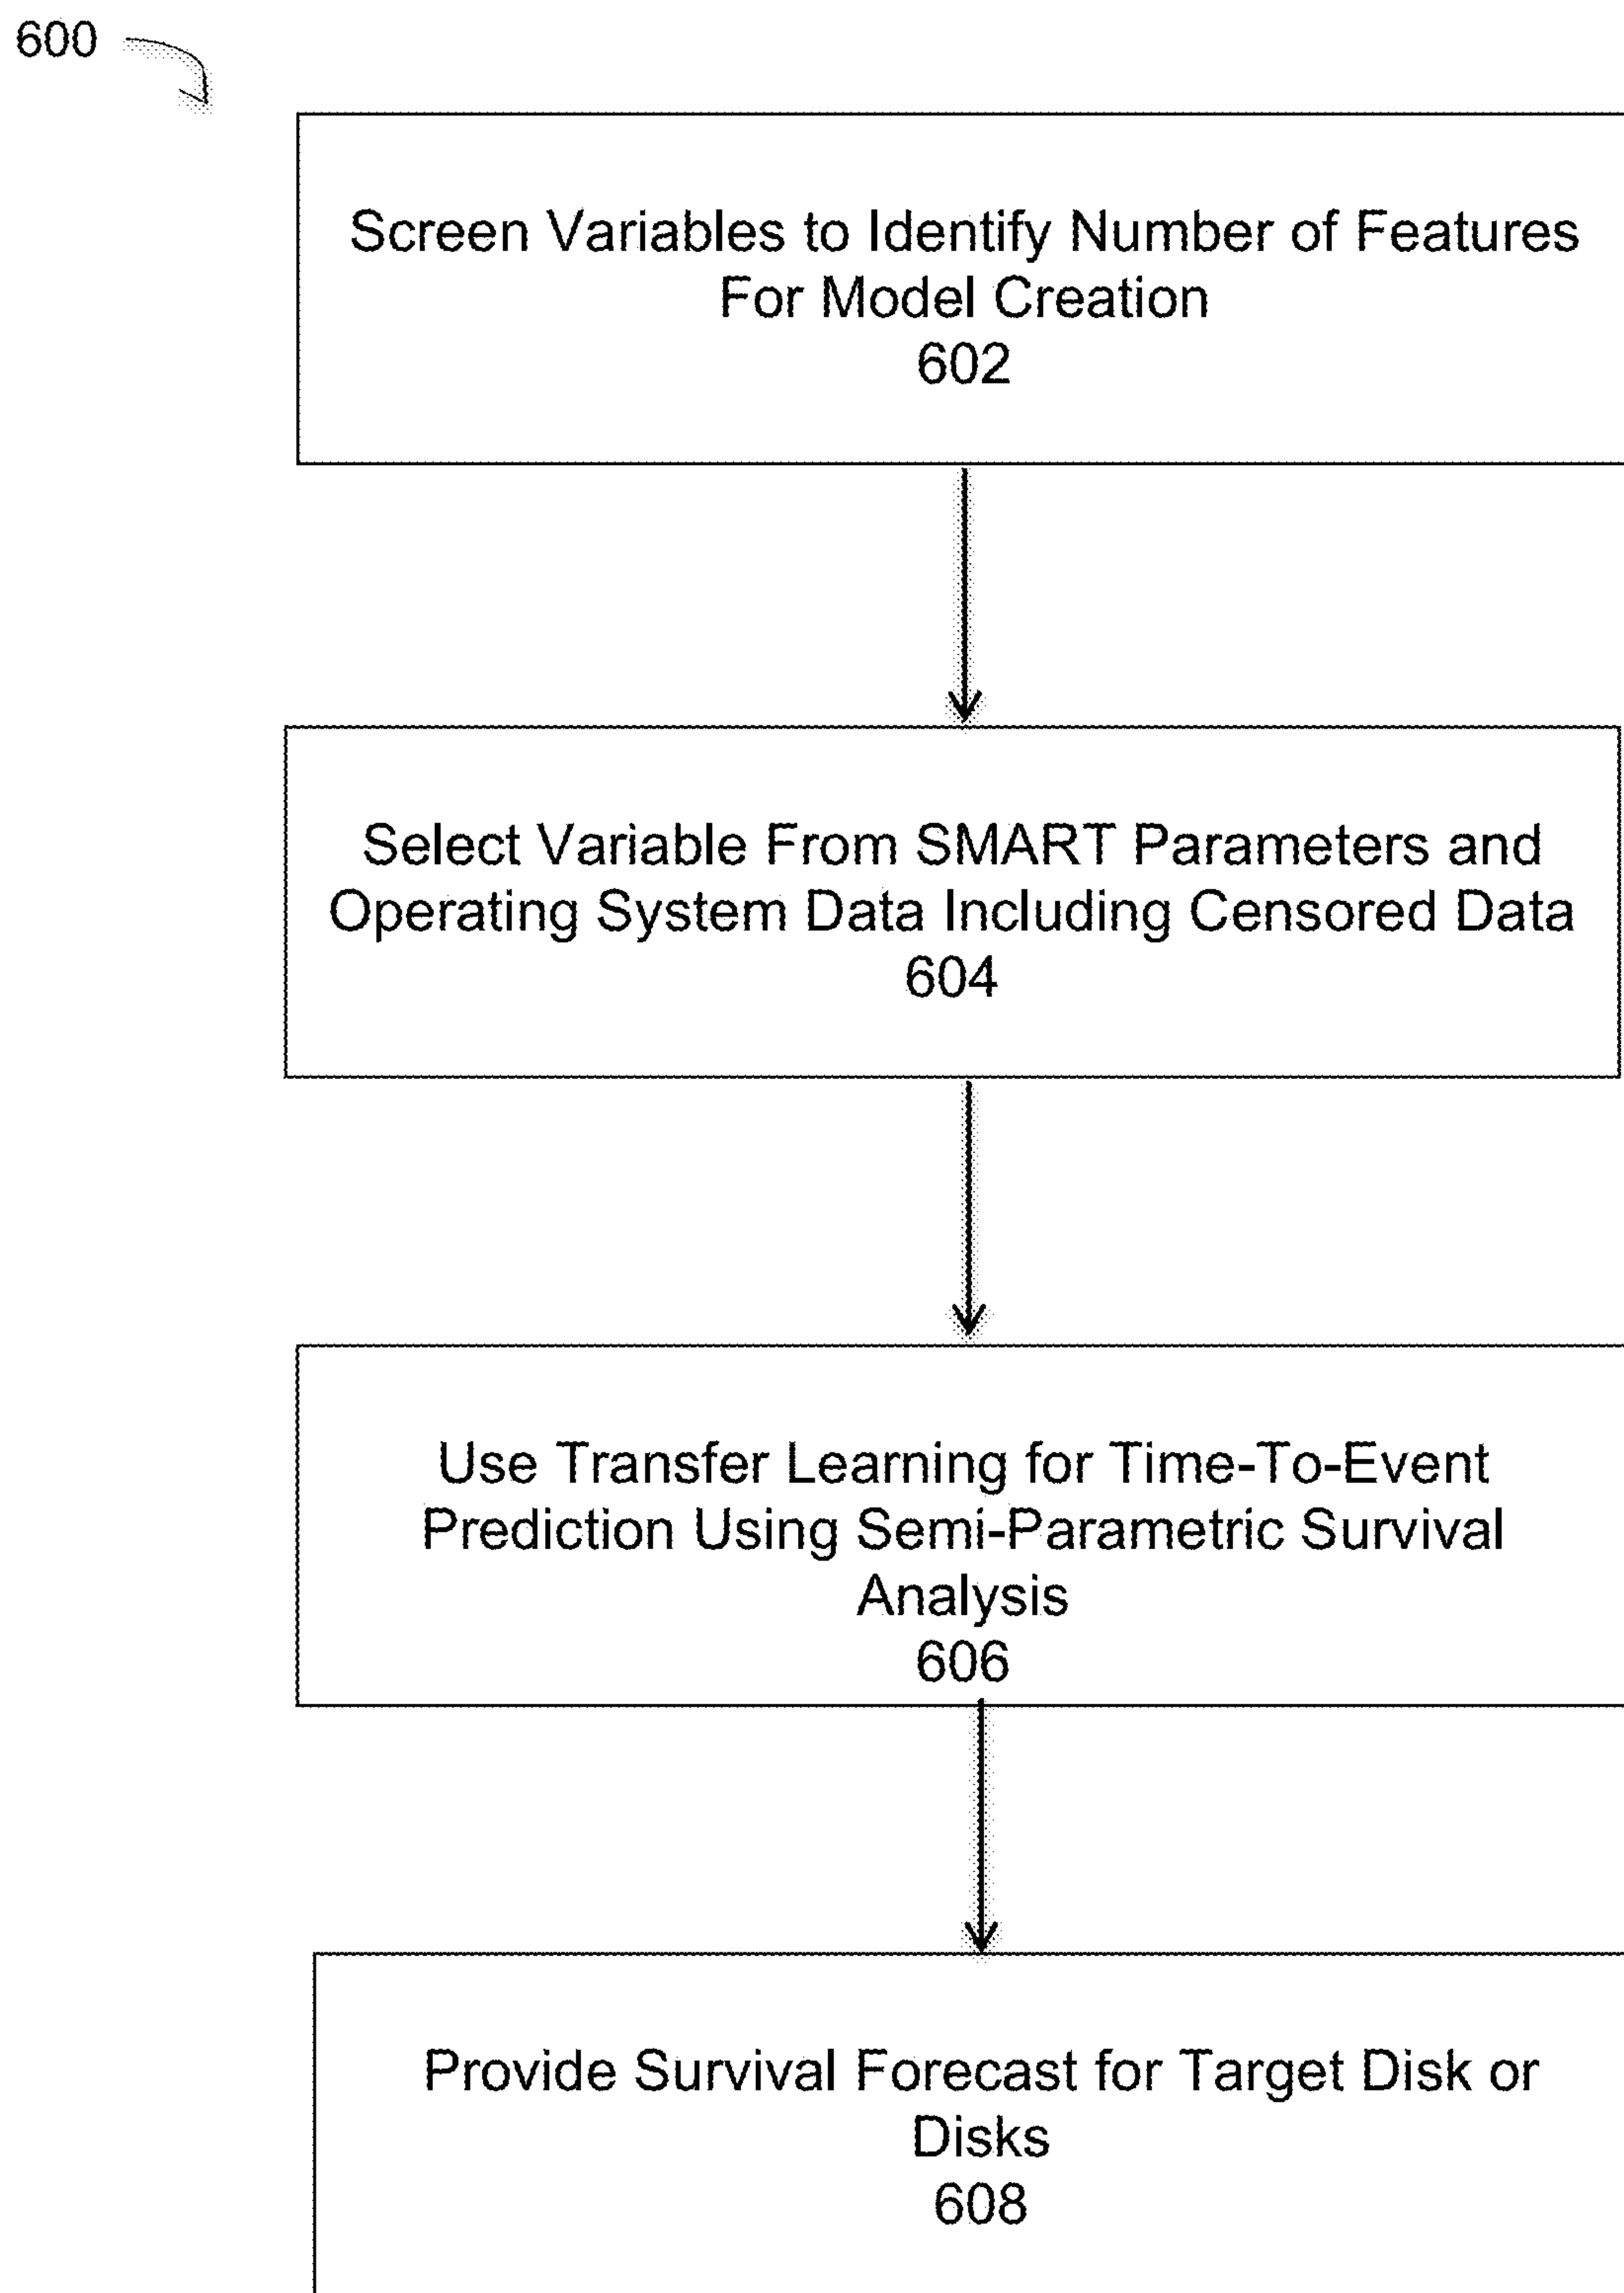 600
Screen Variables to Identify Number of Features
For Model Creation
602
Select Variable From SMART Parameters and
Operating System Data Including Censored Data
604
Use Transfer Learning for Time-To-Event
Prediction Using Semi-Parametric Survival
Analysis
606
Provide Survival Forecast for Target Disk or
Disks
608